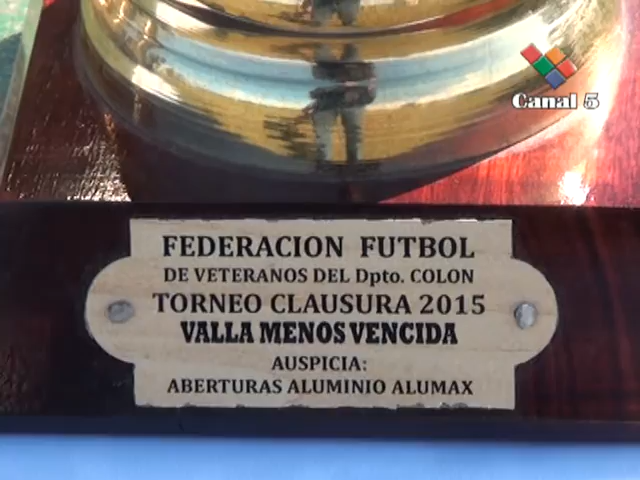 Canal 5
FEDERACION FUTBOL
DE VETERANOS DEL Dpto. COLON
TORNEO CLAUSURA 2015
VALLA MENOS VENCIDA
AUSPICIA:
ABERTURAS ALUMINIO ALUMAX